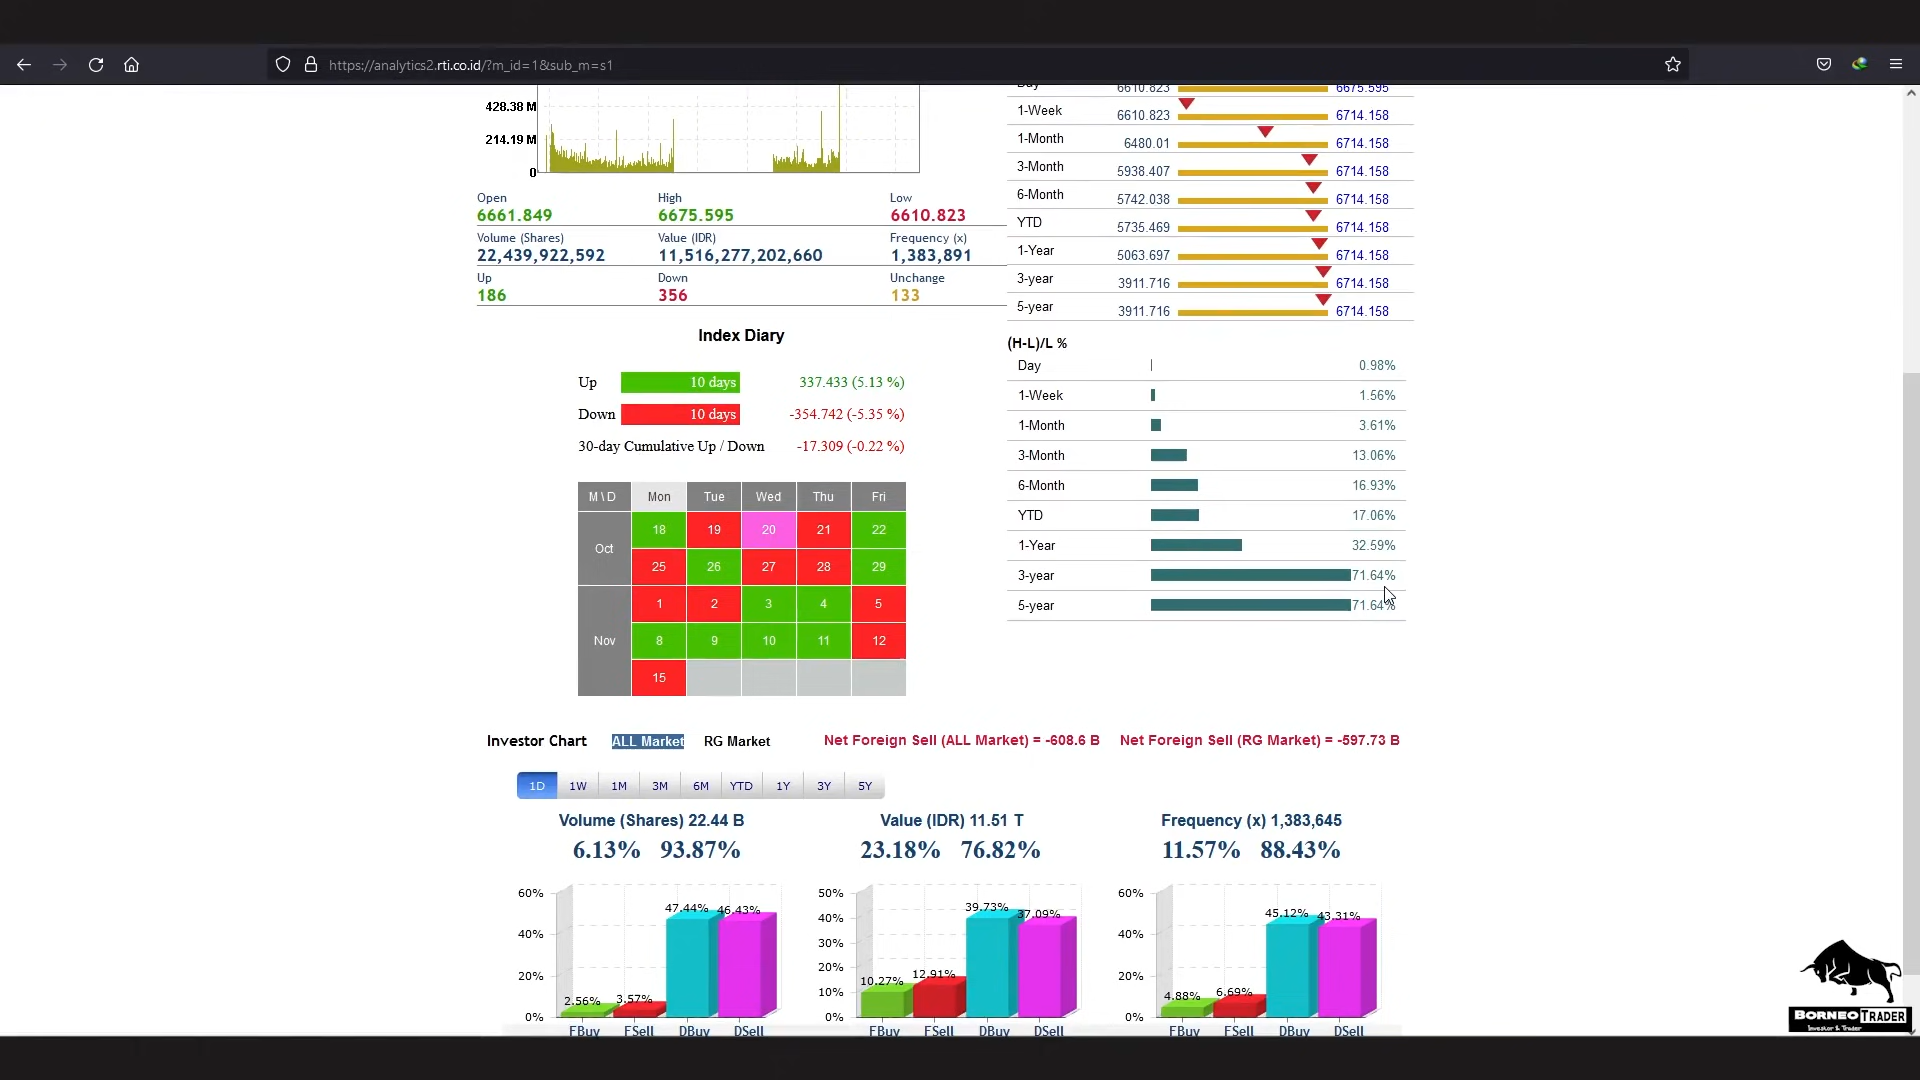 https://analytics2.rti.co.id/?m_id=1&sub_m=s1
428.38 M
214.19 M
0
Open High Low
6661.849 6675.595 6610.823
Volume (Shares) Value (IDR) Frequency (x)
22,439,922,592 11,516,277,202,660 1,383,891
Up Down Unchange
186 356 133
Day 6610.823 6675.595
1-Week 6610.823 6714.158
1-Month 6480.01 6714.158
3-Month 5938.407 6714.158
6-Month 5742.038 6714.158
YTD 5735.469 6714.158
1-Year 5063.697 6714.158
3-year 3911.716 6714.158
5-year 3911.716 6714.158
(H-L)/L %
Day 0.98%
1-Week 1.56%
1-Month 3.61%
3-Month 13.06%
6-Month 16.93%
YTD 17.06%
1-Year 32.59%
3-year 71.64%
5-year 71.64%
Index Diary
Up 10 days 337.433 (5.13 %)
Down 10 days -354.742 (-5.35 %)
30-day Cumulative Up / Down -17.309 (-0.22 %)
M \ D Mon Tue Wed Thu Fri
Oct
18 19 20 21 22
25 26 27 28 29
Nov
1 2 3 4 5
8 9 10 11 12
15
Investor Chart ALL Market RG Market Net Foreign Sell (ALL Market) = -608.6 B Net Foreign Sell (RG Market) = -597.73 B
1D 1W 1M 3M 6M YTD 1Y 3Y 5Y
Volume (Shares) 22.44 B
6.13% 93.87%
60%
40%
20%
0%
2.56% 3.57% 47.44% 46.43%
FBuy FSell DBuy DSell
Value (IDR) 11.51 T
23.18% 76.82%
50%
40%
30%
20%
10%
0%
10.27% 12.91% 39.73% 37.09%
FBuy FSell DBuy DSell
Frequency (x) 1,383,645
11.57% 88.43%
60%
40%
20%
0%
4.88% 6.69% 45.12% 43.31%
FBuy FSell DBuy DSell
BORNEO TRADER
Investor & Trader